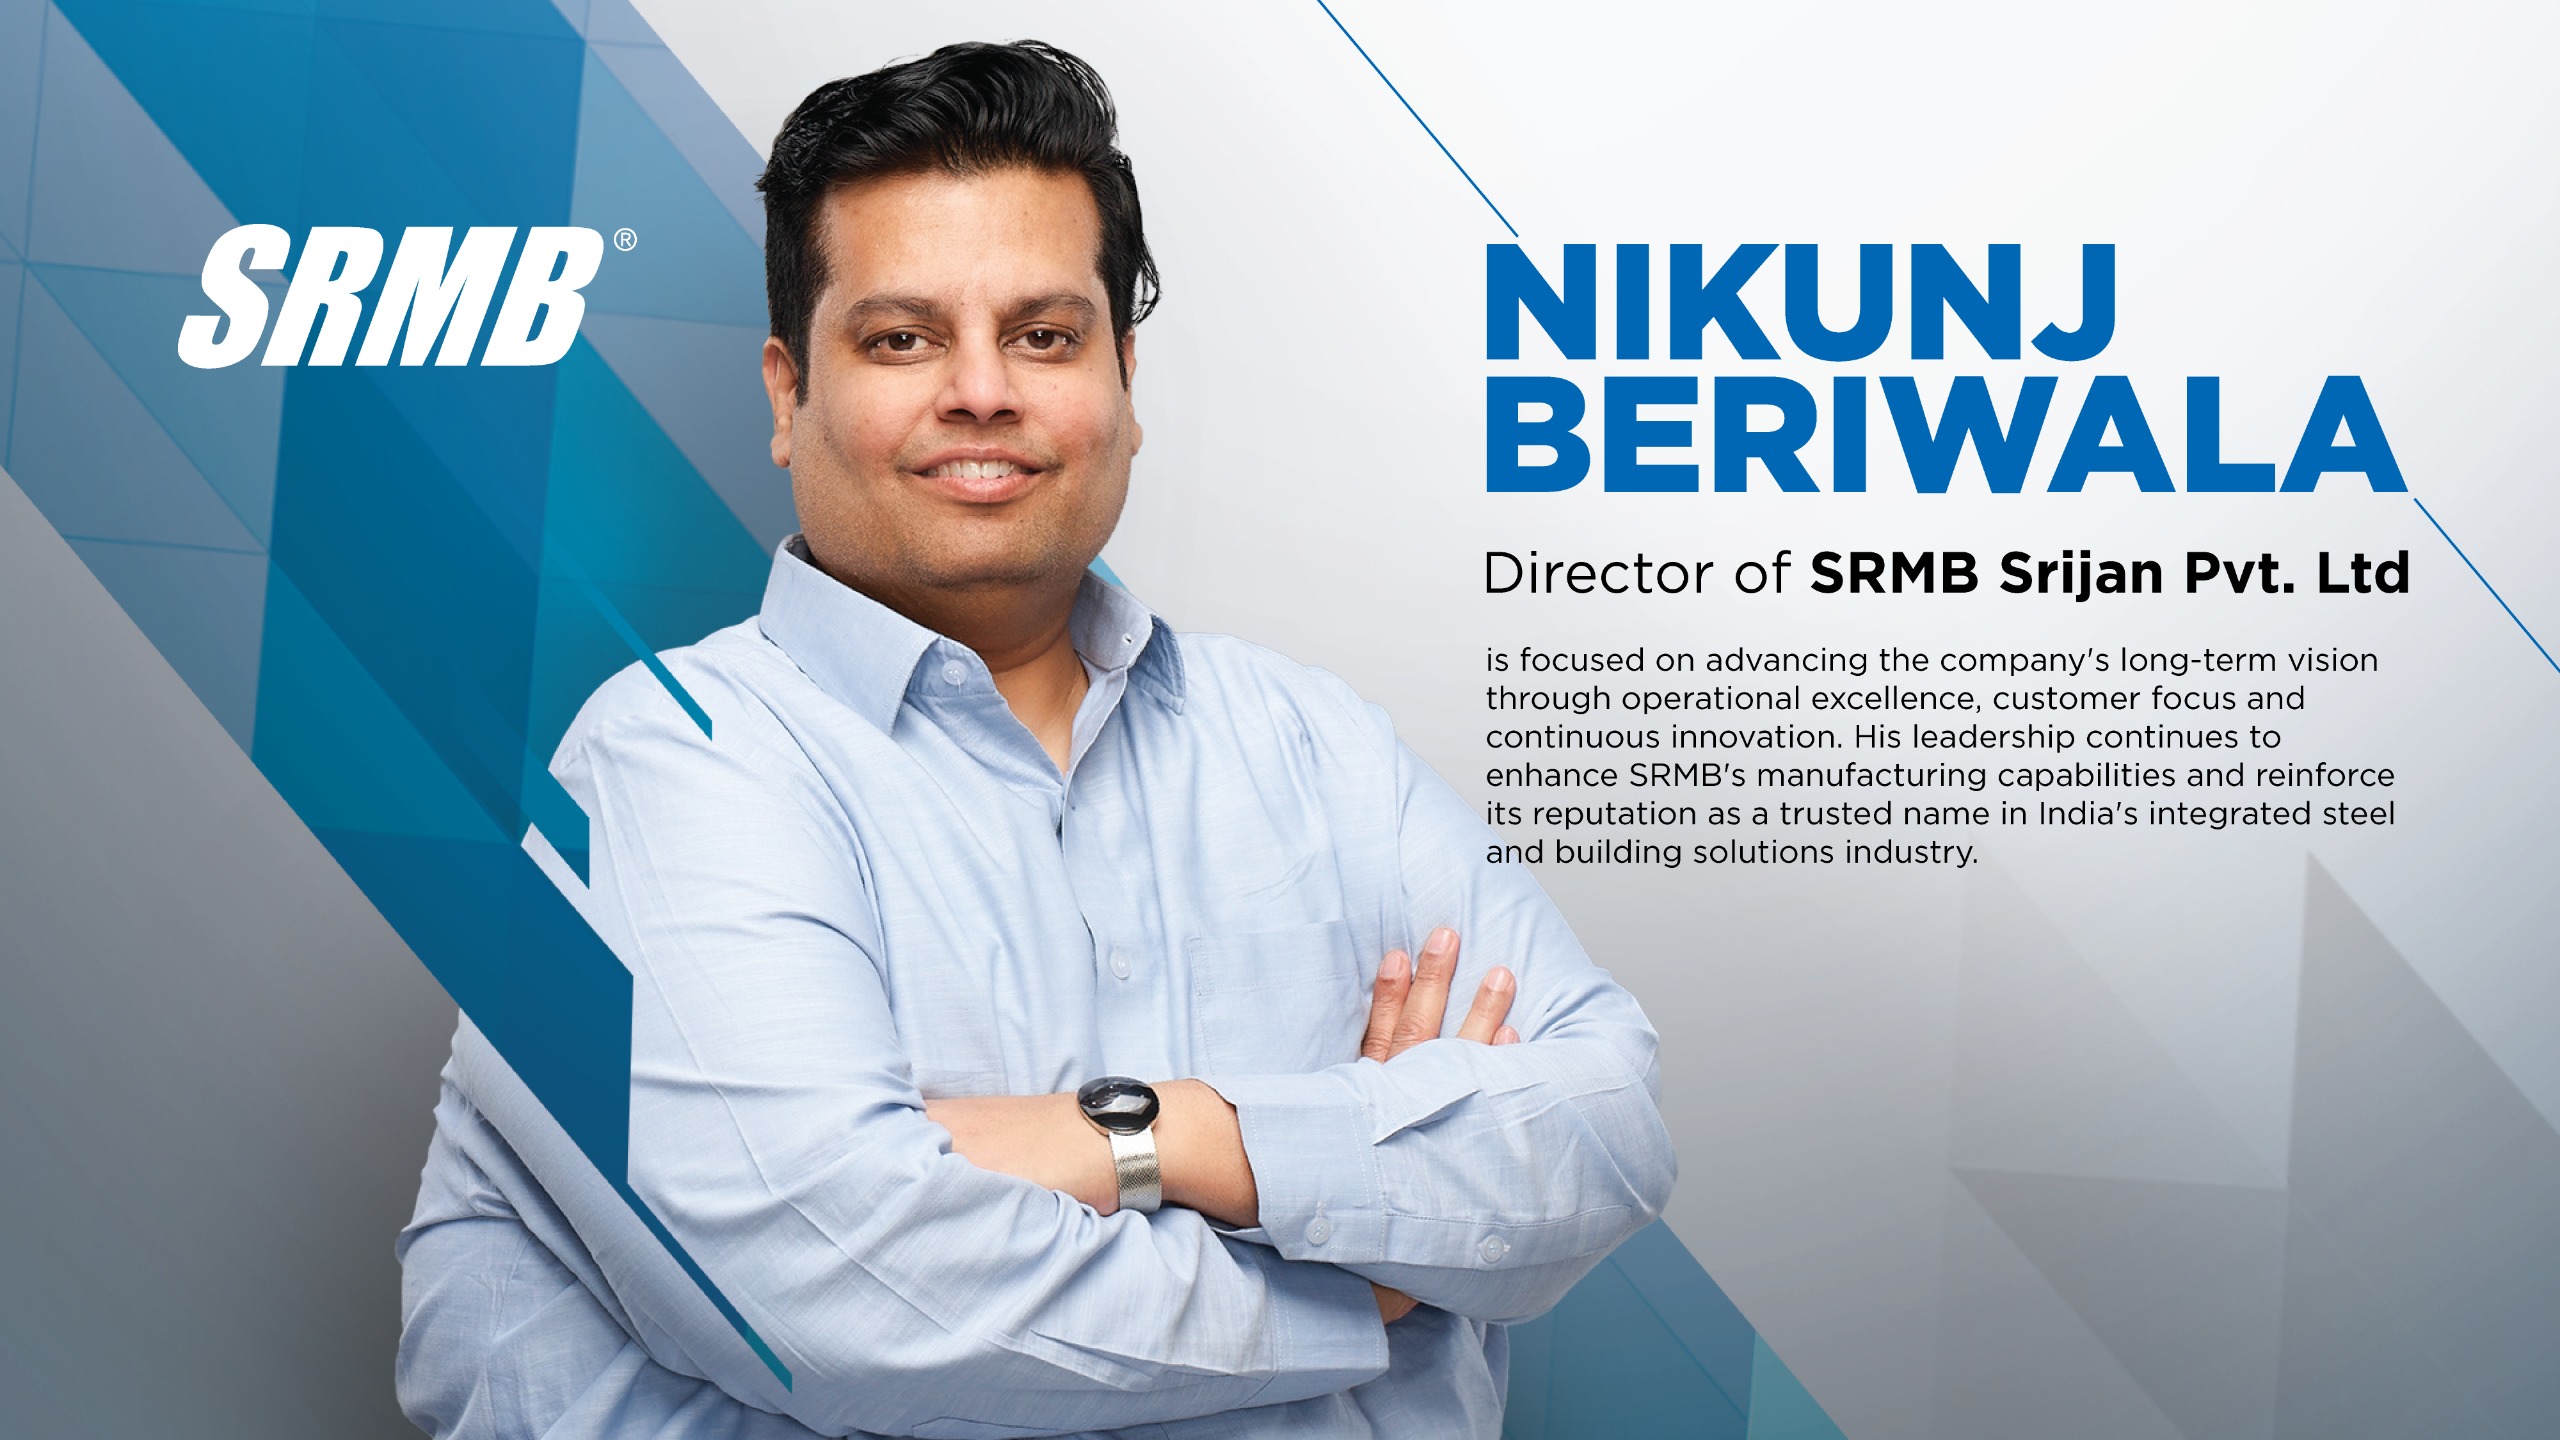 SRMB®
NIKUNJ
BERIWALA
Director of SRMB Srijan Pvt. Ltd
is focused on advancing the company's long-term vision
through operational excellence, customer focus and
continuous innovation. His leadership continues to
enhance SRMB's manufacturing capabilities and reinforce
its reputation as a trusted name in India's integrated steel
and building solutions industry.